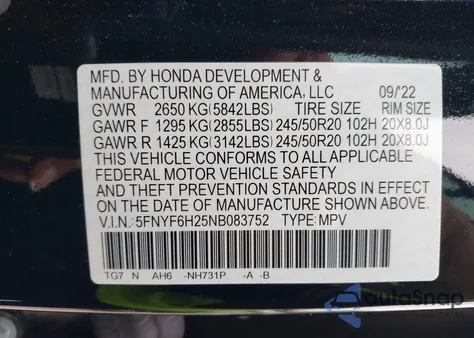 MFD. BY HONDA DEVELOPMENT &
MANUFACTURING OF AMERICA, LLC 09/'22
GVWR 2650 KG(5842LBS) TIRE SIZE RIM SIZE
GAWR F 1295 KG(2855LBS) 245/50R20 102H 20X8.0J
GAWR R 1425 KG(3142LBS) 245/50R20 102H 20X8.0J
THIS VEHICLE CONFORMS TO ALL APPLICABLE
FEDERAL MOTOR VEHICLE SAFETY
AND THEFT PREVENTION STANDARDS IN EFFECT
ON THE DATE OF MANUFACTURE SHOWN ABOVE.
V.I.N.: 5FNYF6H25NB083752 TYPE: MPV
TG7 N AH6 -NH731P -A -B
autoSnap